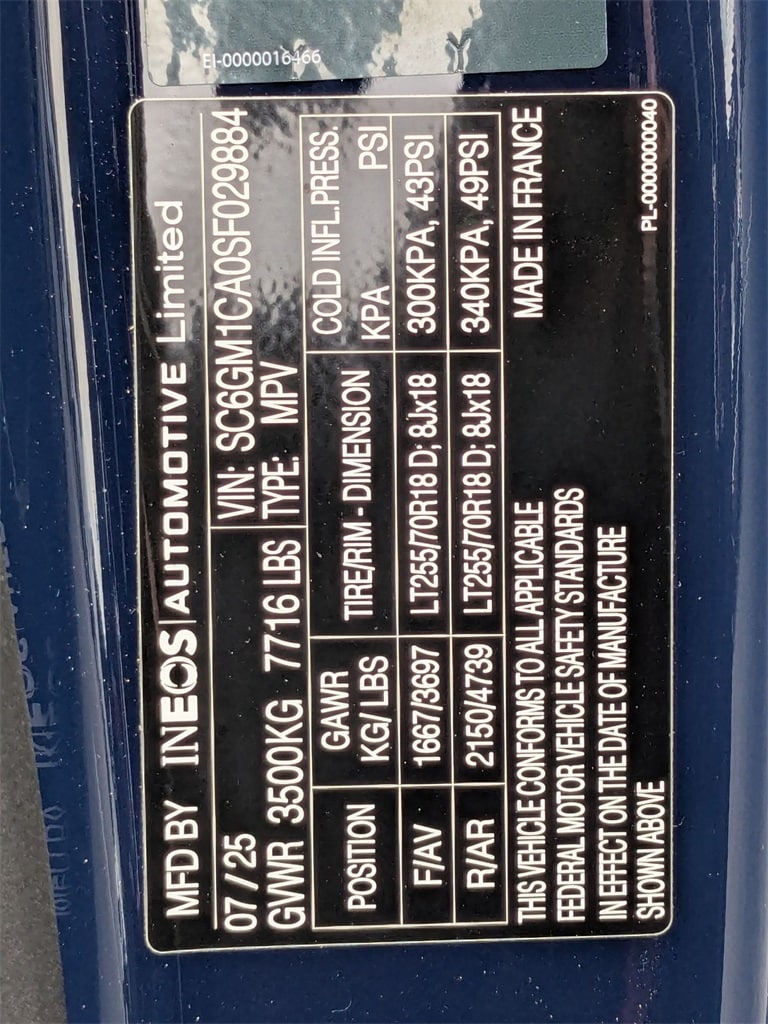 EI-0000016466
Y
MFD BY INEOS AUTOMOTIVE Limited
07 / 25
GVWR 3500KG 7716 LBS
VIN: SC6GM1CA0SF029884
TYPE: MPV
POSITION GAWR KG/ LBS TIRE/RIM - DIMENSION COLD INFL.PRESS. KPA PSI
F/AV 1667/3697 LT255/70R18 D; 8Jx18 300KPA, 43PSI
R/AR 2150/4739 LT255/70R18 D; 8Jx18 340KPA, 49PSI
THIS VEHICLE CONFORMS TO ALL APPLICABLE
FEDERAL MOTOR VEHICLE SAFETY STANDARDS
IN EFFECT ON THE DATE OF MANUFACTURE
SHOWN ABOVE
MADE IN FRANCE
PL-0000000040